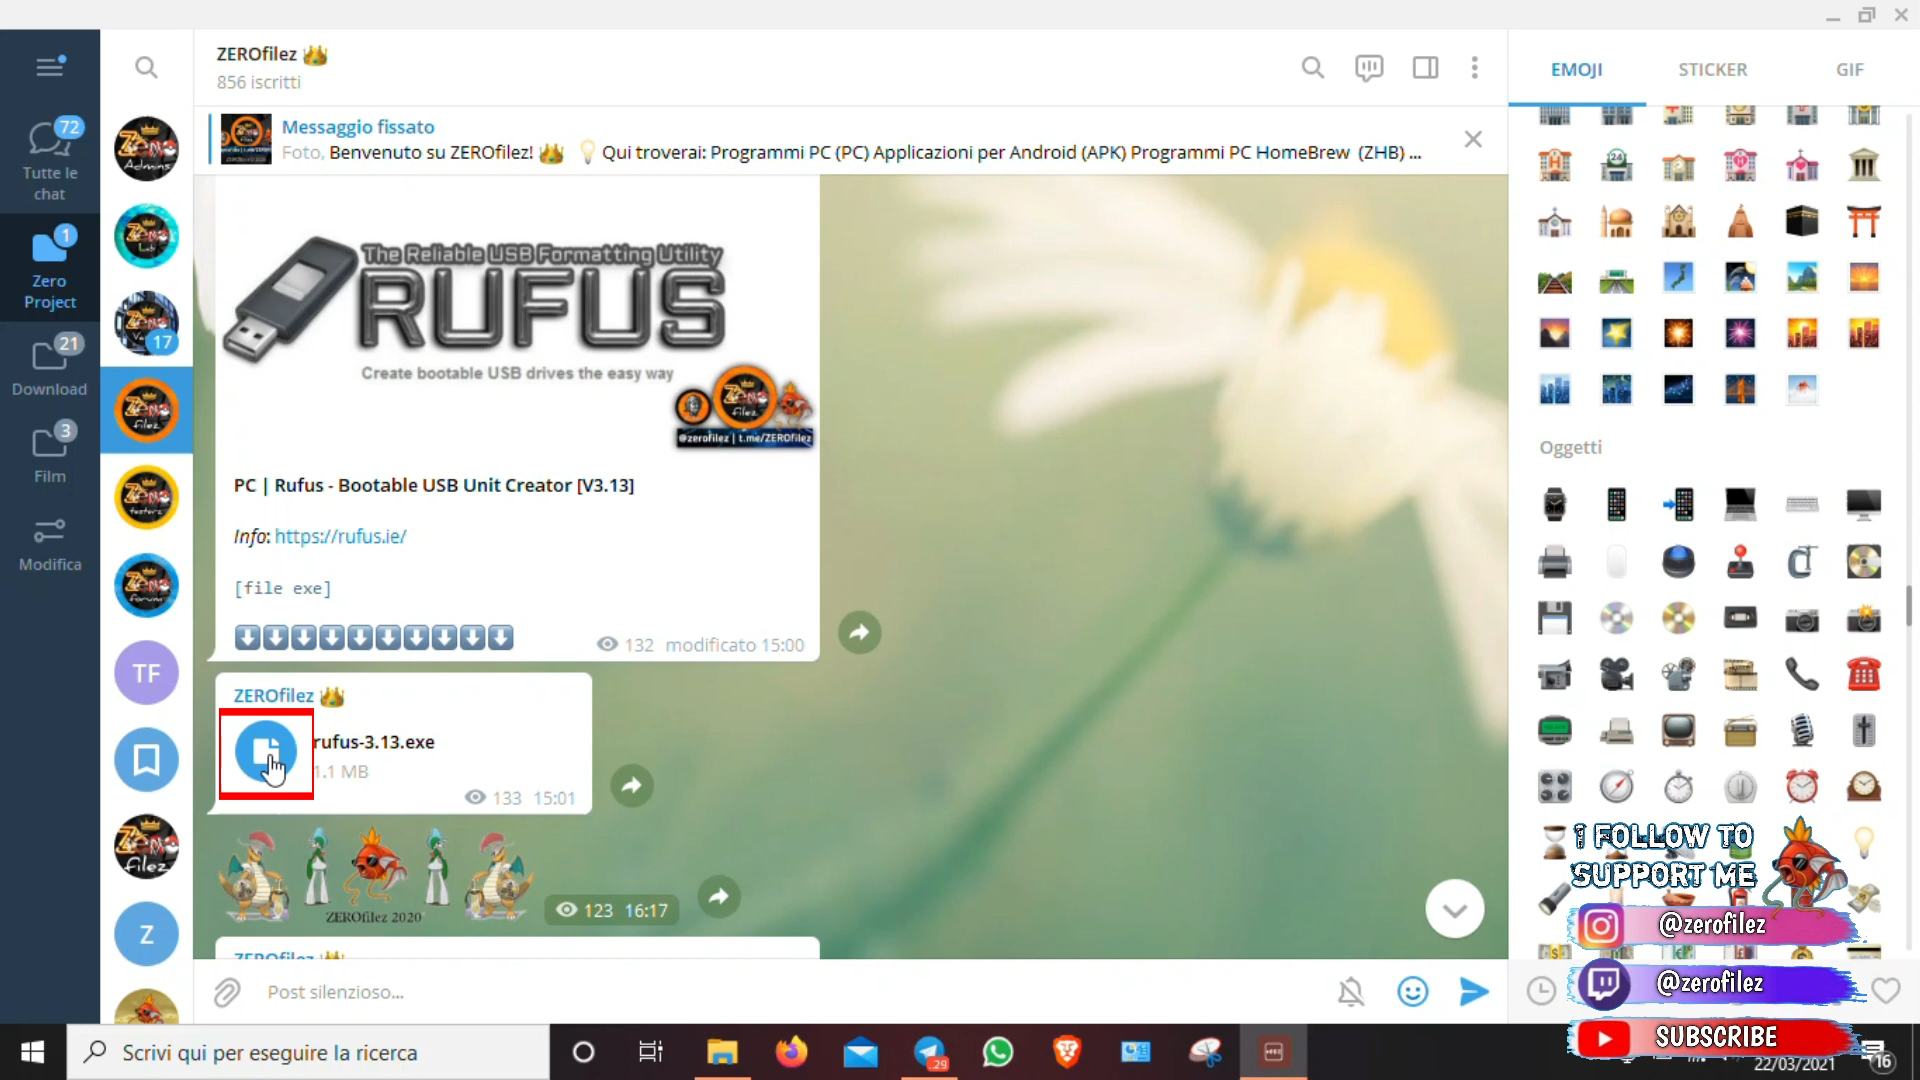 ZEROfilez
856 iscritti
EMOJI
STICKER
GIF
Messaggio fissato
Foto, Benvenuto su ZEROfilez! Qui troverai: Programmi PC (PC) Applicazioni per Android (APK) Programmi PC HomeBrew (ZHB) ...
72
Tutte le
chat
1
Zero
Project
21
Download
3
Film
Modifica
17
TF
Z
The Reliable USB Formatting Utility
RUFUS
Create bootable USB drives the easy way
@zerofilez | t.me/ZEROfilez
PC | Rufus - Bootable USB Unit Creator [V3.13]
Info: https://rufus.ie/
[file exe]
132 modificato 15:00
ZEROfilez
rufus-3.13.exe
1.1 MB
133 15:01
ZEROfilez 2020
123 16:17
ZEROfilez
Post silenzioso...
Oggetti
I FOLLOW TO
SUPPORT ME
@zerofilez
@zerofilez
SUBSCRIBE
Scrivi qui per eseguire la ricerca
29
22/03/2021
16